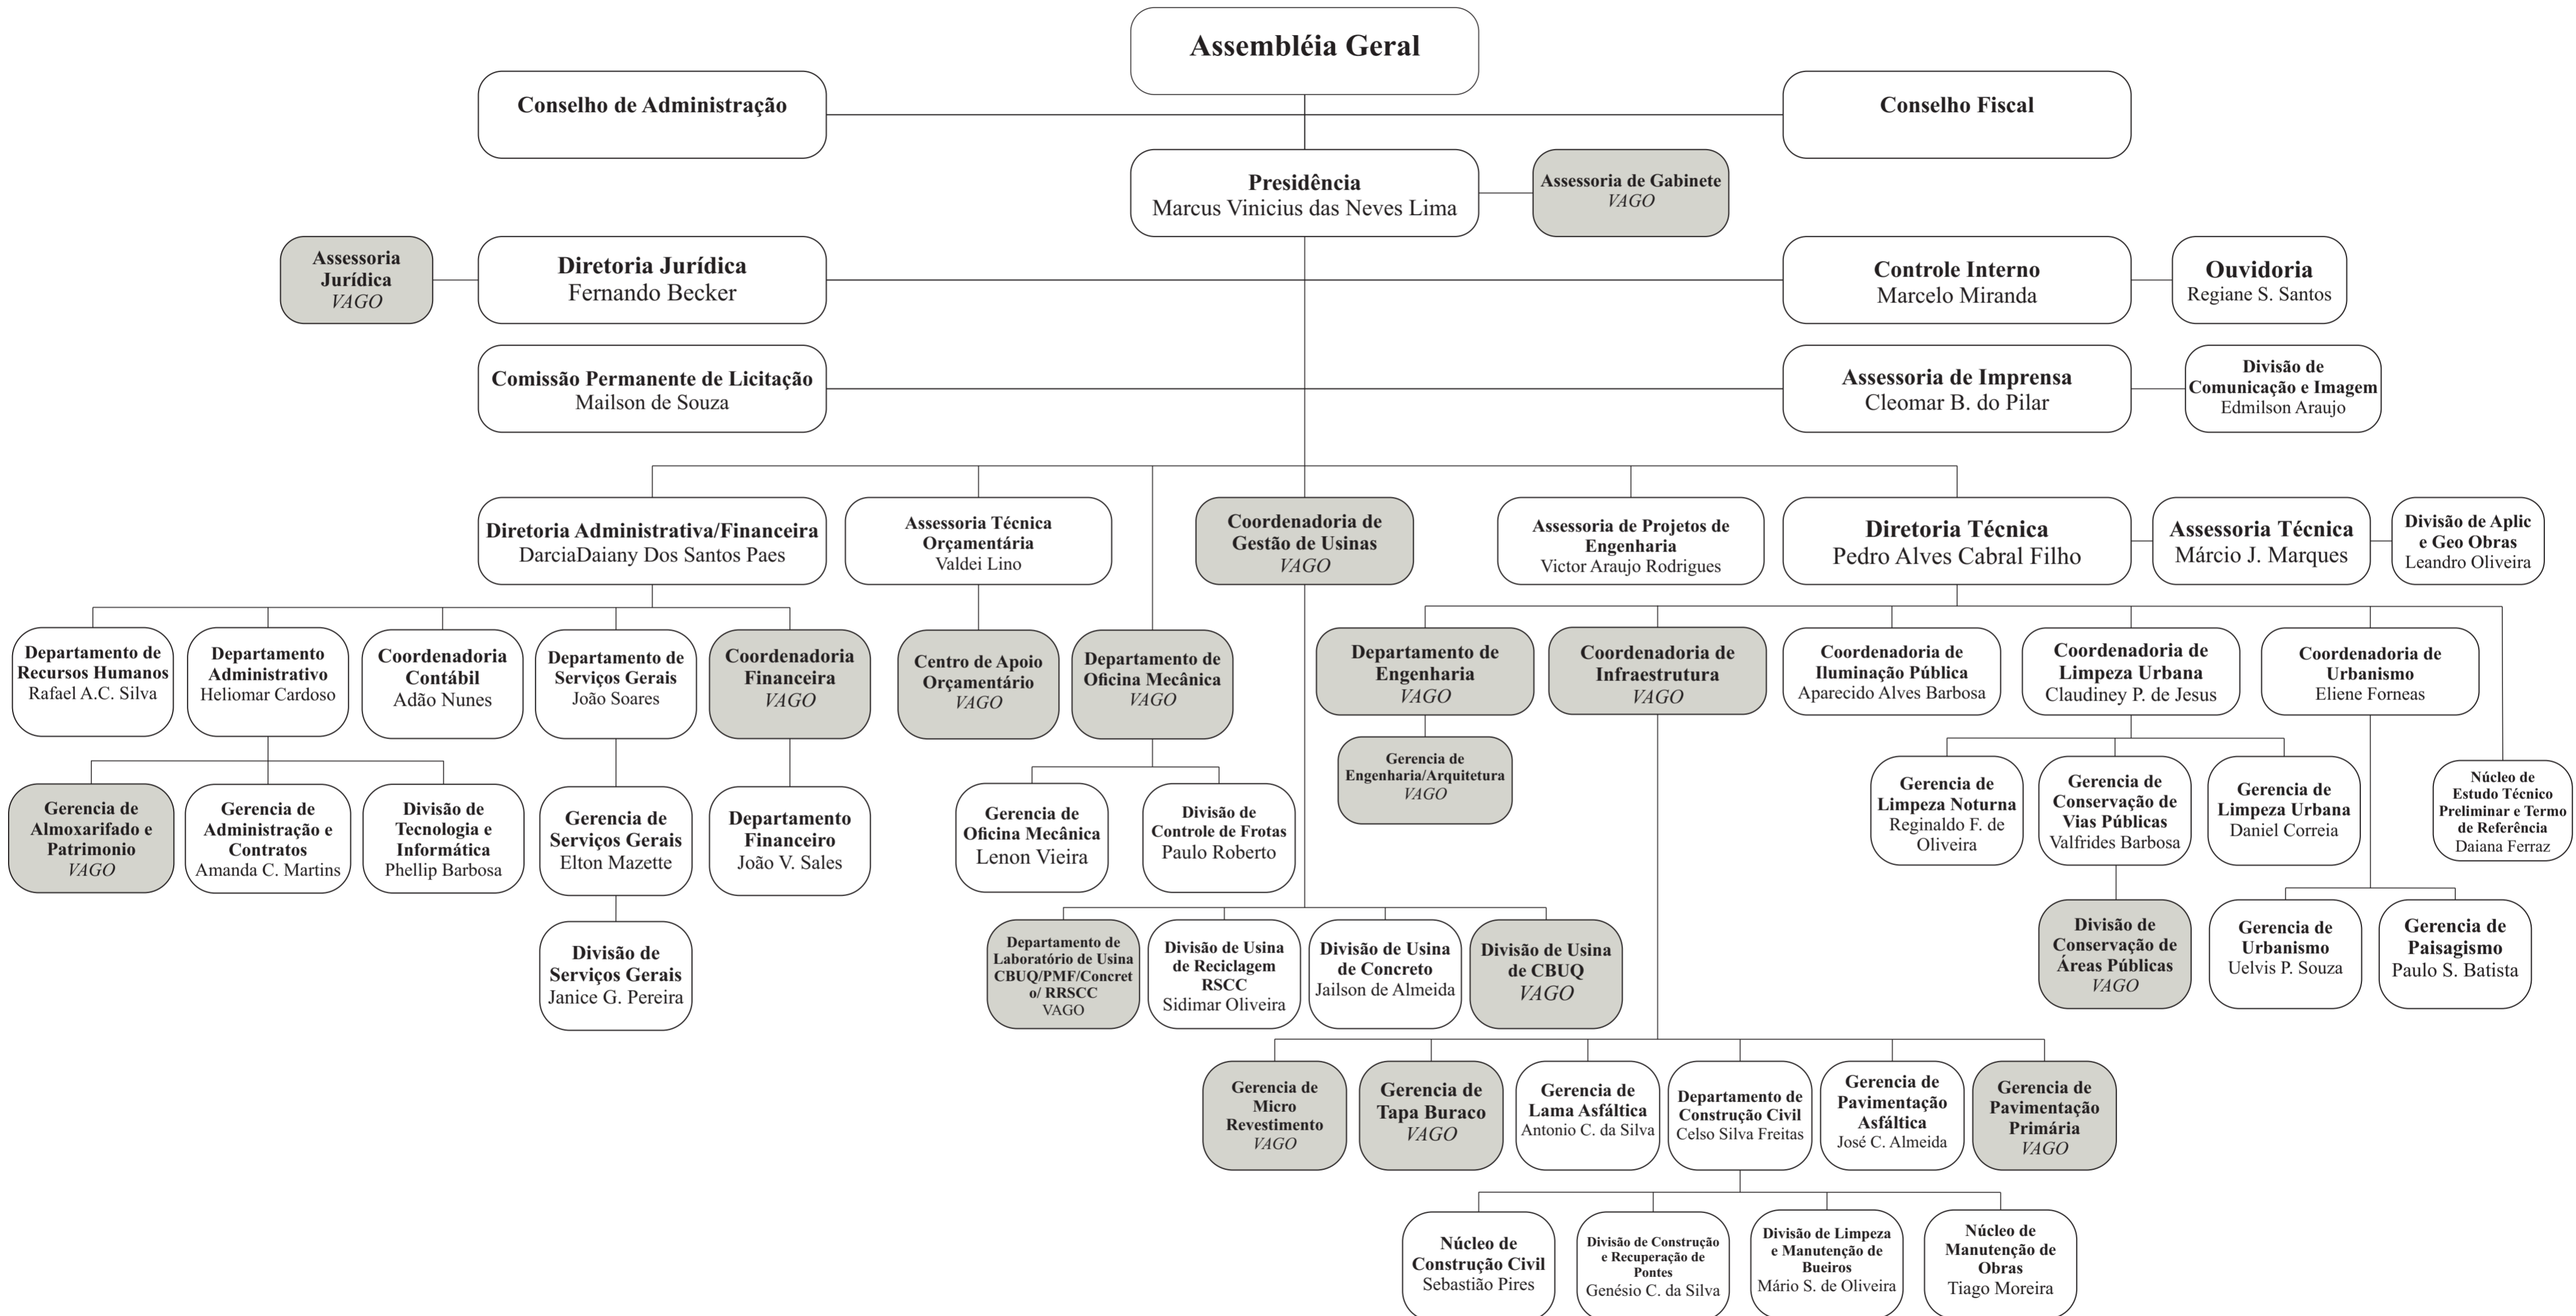 Assembléia Geral
Conselho de Administração
Conselho Fiscal
Presidência
Marcus Vinicius das Neves Lima
Assessoria de Gabinete
VAGO
Assessoria
Jurídica
VAGO
Diretoria Jurídica
Fernando Becker
Controle Interno
Marcelo Miranda
Ouvidoria
Regiane S. Santos
Comissão Permanente de Licitação
Mailson de Souza
Assessoria de Imprensa
Cleomar B. do Pilar
Divisão de
Comunicação e Imagem
Edmilson Araujo
Diretoria Administrativa/Financeira
DarciaDaiany Dos Santos Paes
Assessoria Técnica
Orçamentária
Valdei Lino
Coordenadoria de
Gestão de Usinas
VAGO
Assessoria de Projetos de
Engenharia
Victor Araujo Rodrigues
Diretoria Técnica
Pedro Alves Cabral Filho
Assessoria Técnica
Márcio J. Marques
Divisão de Aplic
e Geo Obras
Leandro Oliveira
Departamento de
Recursos Humanos
Rafael A.C. Silva
Departamento
Administrativo
Heliomar Cardoso
Coordenadoria
Contábil
Adão Nunes
Departamento de
Serviços Gerais
João Soares
Coordenadoria
Financeira
VAGO
Centro de Apoio
Orçamentário
VAGO
Departamento de
Oficina Mecânica
VAGO
Departamento de
Engenharia
VAGO
Coordenadoria de
Infraestrutura
VAGO
Coordenadoria de
Iluminação Pública
Aparecido Alves Barbosa
Coordenadoria de
Limpeza Urbana
Claudiney P. de Jesus
Coordenadoria de
Urbanismo
Eliene Forneas
Gerencia de
Almoxarifado e
Patrimonio
VAGO
Gerencia de
Administração e
Contratos
Amanda C. Martins
Divisão de
Tecnologia e
Informática
Phellip Barbosa
Gerencia de
Serviços Gerais
Elton Mazette
Departamento
Financeiro
João V. Sales
Gerencia de
Oficina Mecânica
Lenon Vieira
Divisão de
Controle de Frotas
Paulo Roberto
Gerencia de
Engenharia/Arquitetura
VAGO
Gerencia de
Limpeza Noturna
Reginaldo F. de
Oliveira
Gerencia de
Conservação de
Vias Públicas
Valfrides Barbosa
Gerencia de
Limpeza Urbana
Daniel Correia
Núcleo de
Estudo Técnico
Preliminar e Termo
de Referência
Daiana Ferraz
Divisão de
Serviços Gerais
Janice G. Pereira
Departamento de
Laboratório de Usina
CBUQ/PMF/Concret
o/ RRSCC
VAGO
Divisão de Usina
de Reciclagem
RSCC
Sidimar Oliveira
Divisão de Usina
de Concreto
Jailson de Almeida
Divisão de Usina
de CBUQ
VAGO
Divisão de
Conservação de
Áreas Públicas
VAGO
Gerencia de
Urbanismo
Uelvis P. Souza
Gerencia de
Paisagismo
Paulo S. Batista
Gerencia de
Micro
Revestimento
VAGO
Gerencia de
Tapa Buraco
VAGO
Gerencia de
Lama Asfáltica
Antonio C. da Silva
Departamento de
Construção Civil
Celso Silva Freitas
Gerencia de
Pavimentação
Asfáltica
José C. Almeida
Gerencia de
Pavimentação
Primária
VAGO
Núcleo de
Construção Civil
Sebastião Pires
Divisão de Construção
e Recuperação de
Pontes
Genésio C. da Silva
Divisão de Limpeza
e Manutenção de
Bueiros
Mário S. de Oliveira
Núcleo de
Manutenção de
Obras
Tiago Moreira